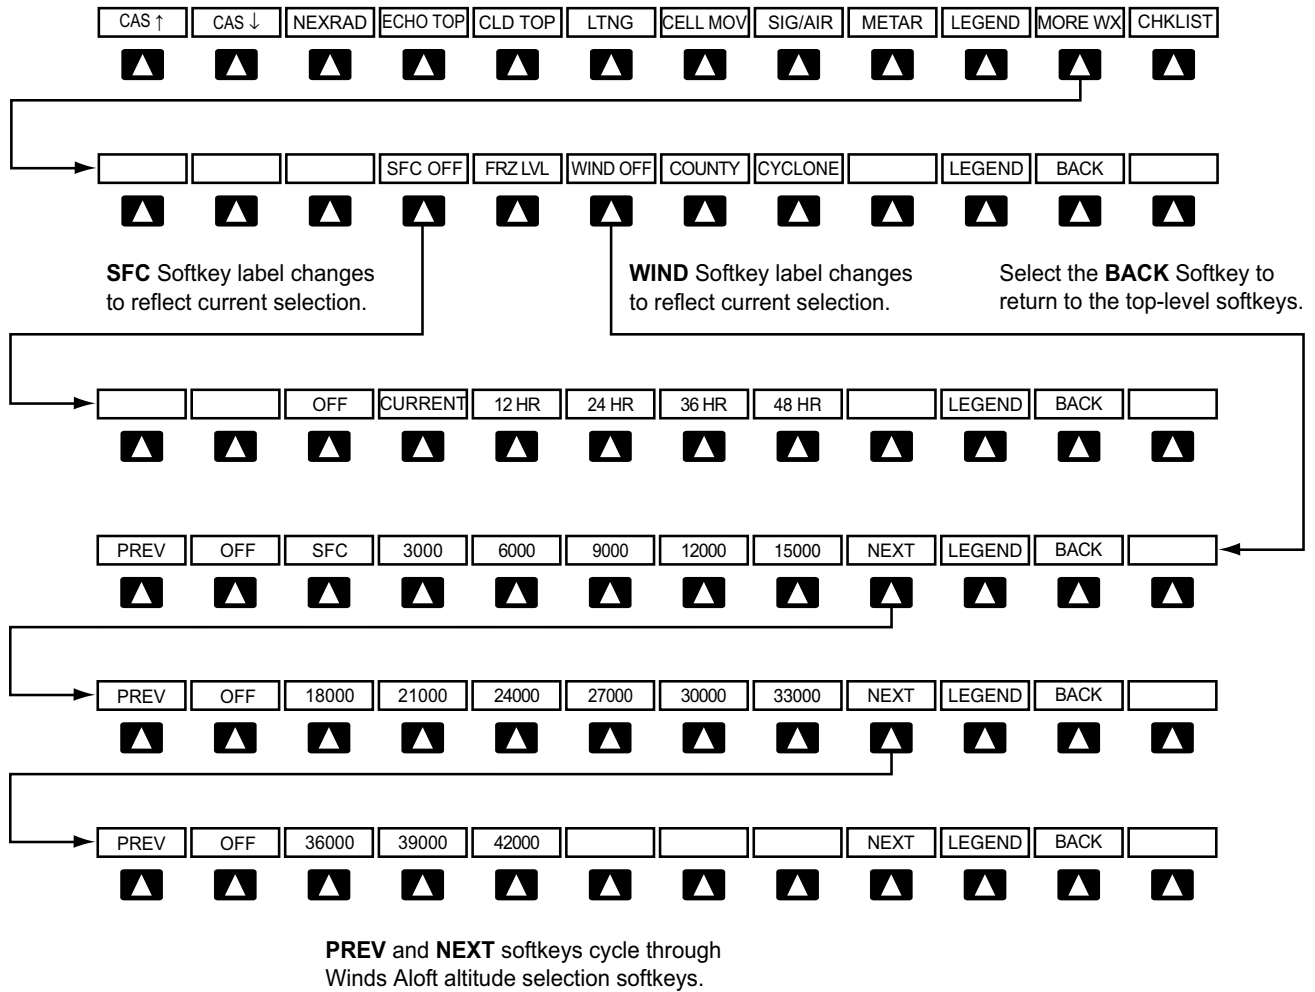 CAS ↑ CAS ↓ NEXRAD ECHO TOP CLD TOP LTNG CELL MOV SIG/AIR METAR LEGEND MORE WX CHKLIST
SFC OFF FRZ LVL WIND OFF COUNTY CYCLONE LEGEND BACK
SFC Softkey label changes
to reflect current selection.
WIND Softkey label changes
to reflect current selection.
Select the BACK Softkey to
return to the top-level softkeys.
OFF CURRENT 12 HR 24 HR 36 HR 48 HR LEGEND BACK
PREV OFF SFC 3000 6000 9000 12000 15000 NEXT LEGEND BACK
PREV OFF 18000 21000 24000 27000 30000 33000 NEXT LEGEND BACK
PREV OFF 36000 39000 42000 NEXT LEGEND BACK
PREV and NEXT softkeys cycle through
Winds Aloft altitude selection softkeys.